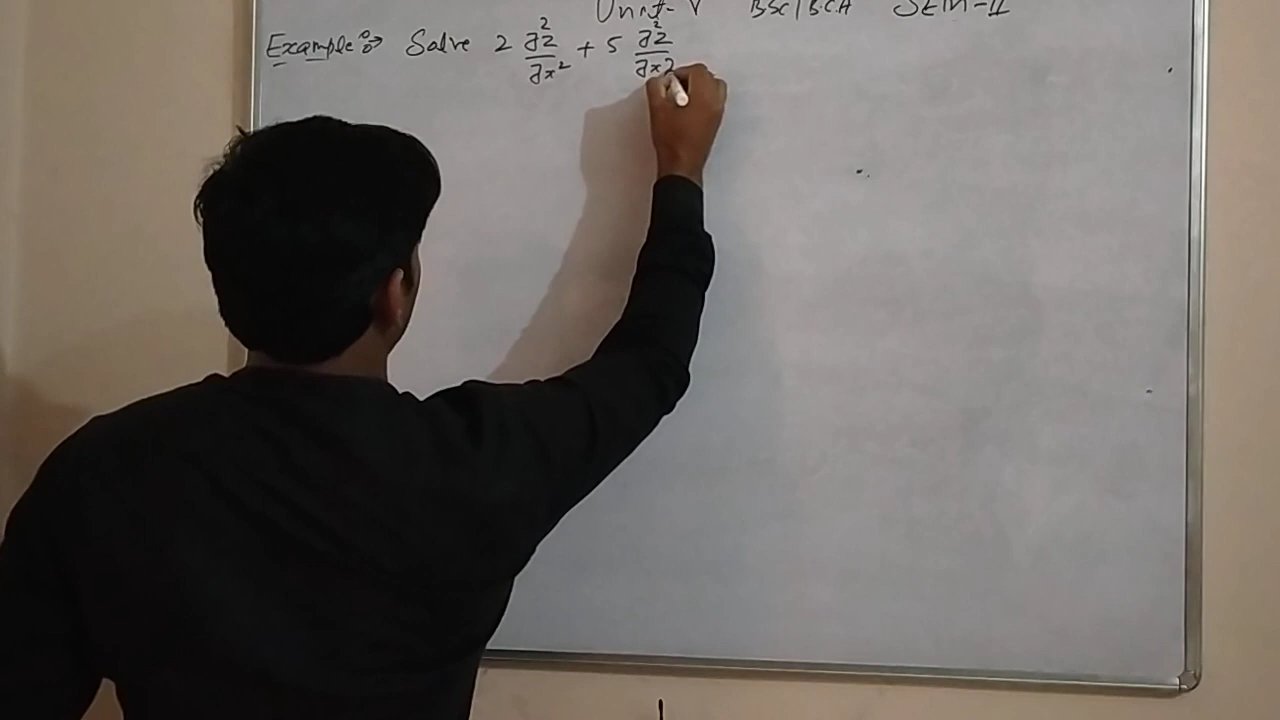 Unit-V BSC/BCA SEM-II
Example:→ Solve 2 ∂²z/∂x² + 5 ∂²z/∂x∂